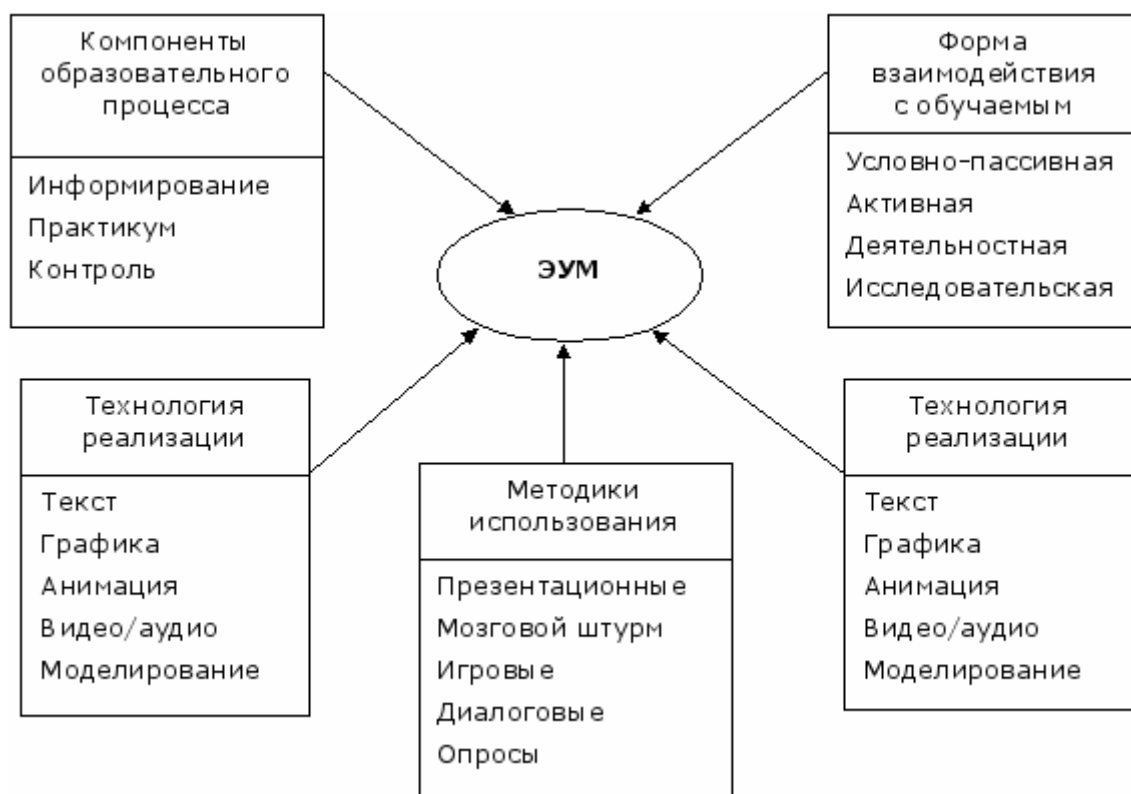 Компоненты
образовательного
процесса
Информирование
Практикум
Контроль
Форма
взаимодействия
с обучаемым
Условно-пассивная
Активная
Деятельностная
Исследовательская
ЭУМ
Технология
реализации
Текст
Графика
Анимация
Видео/аудио
Моделирование
Методики
использования
Презентационные
Мозговой штурм
Игровые
Диалоговые
Опросы
Технология
реализации
Текст
Графика
Анимация
Видео/аудио
Моделирование